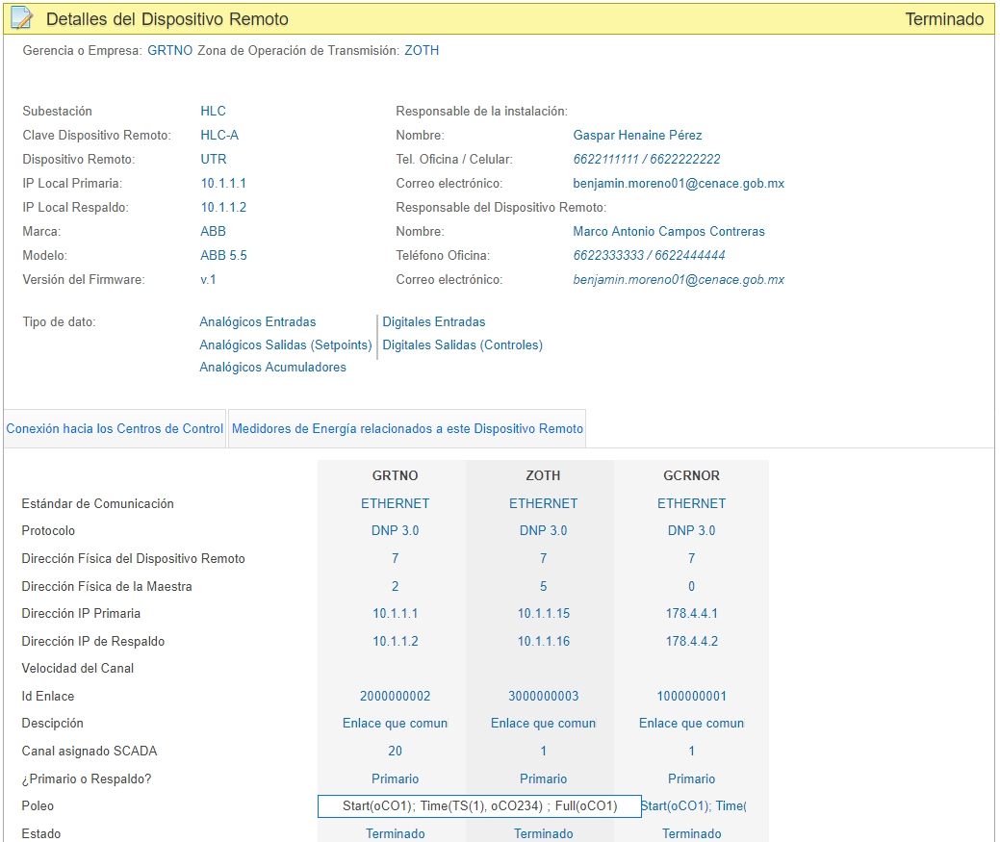 Detalles del Dispositivo Remoto Terminado
Gerencia o Empresa: GRTNO Zona de Operación de Transmisión: ZOTH
Subestación HLC Responsable de la instalación:
Clave Dispositivo Remoto: HLC-A Nombre: Gaspar Henaine Pérez
Dispositivo Remoto: UTR Tel. Oficina / Celular: 6622111111 / 6622222222
IP Local Primaria: 10.1.1.1 Correo electrónico: benjamin.moreno01@cenace.gob.mx
IP Local Respaldo: 10.1.1.2 Responsable del Dispositivo Remoto:
Marca: ABB Nombre: Marco Antonio Campos Contreras
Modelo: ABB 5.5 Teléfono Oficina: 6622333333 / 6622444444
Versión del Firmware: v.1 Correo electrónico: benjamin.moreno01@cenace.gob.mx
Tipo de dato: Analógicos Entradas Digitales Entradas
Analógicos Salidas (Setpoints) Digitales Salidas (Controles)
Analógicos Acumuladores
Conexión hacia los Centros de Control Medidores de Energía relacionados a este Dispositivo Remoto
GRTNO ZOTH GCRNOR
Estándar de Comunicación ETHERNET ETHERNET ETHERNET
Protocolo DNP 3.0 DNP 3.0 DNP 3.0
Dirección Física del Dispositivo Remoto 7 7 7
Dirección Física de la Maestra 2 5 0
Dirección IP Primaria 10.1.1.1 10.1.1.15 178.4.4.1
Dirección IP de Respaldo 10.1.1.2 10.1.1.16 178.4.4.2
Velocidad del Canal
Id Enlace 2000000002 3000000003 1000000001
Descipción Enlace que comun Enlace que comun Enlace que comun
Canal asignado SCADA 20 1 1
¿Primario o Respaldo? Primario Primario Primario
Poleo Start(oCO1); Time(TS(1), oCO234) ; Full(oCO1) Start(oCO1); Time(
Estado Terminado Terminado Terminado